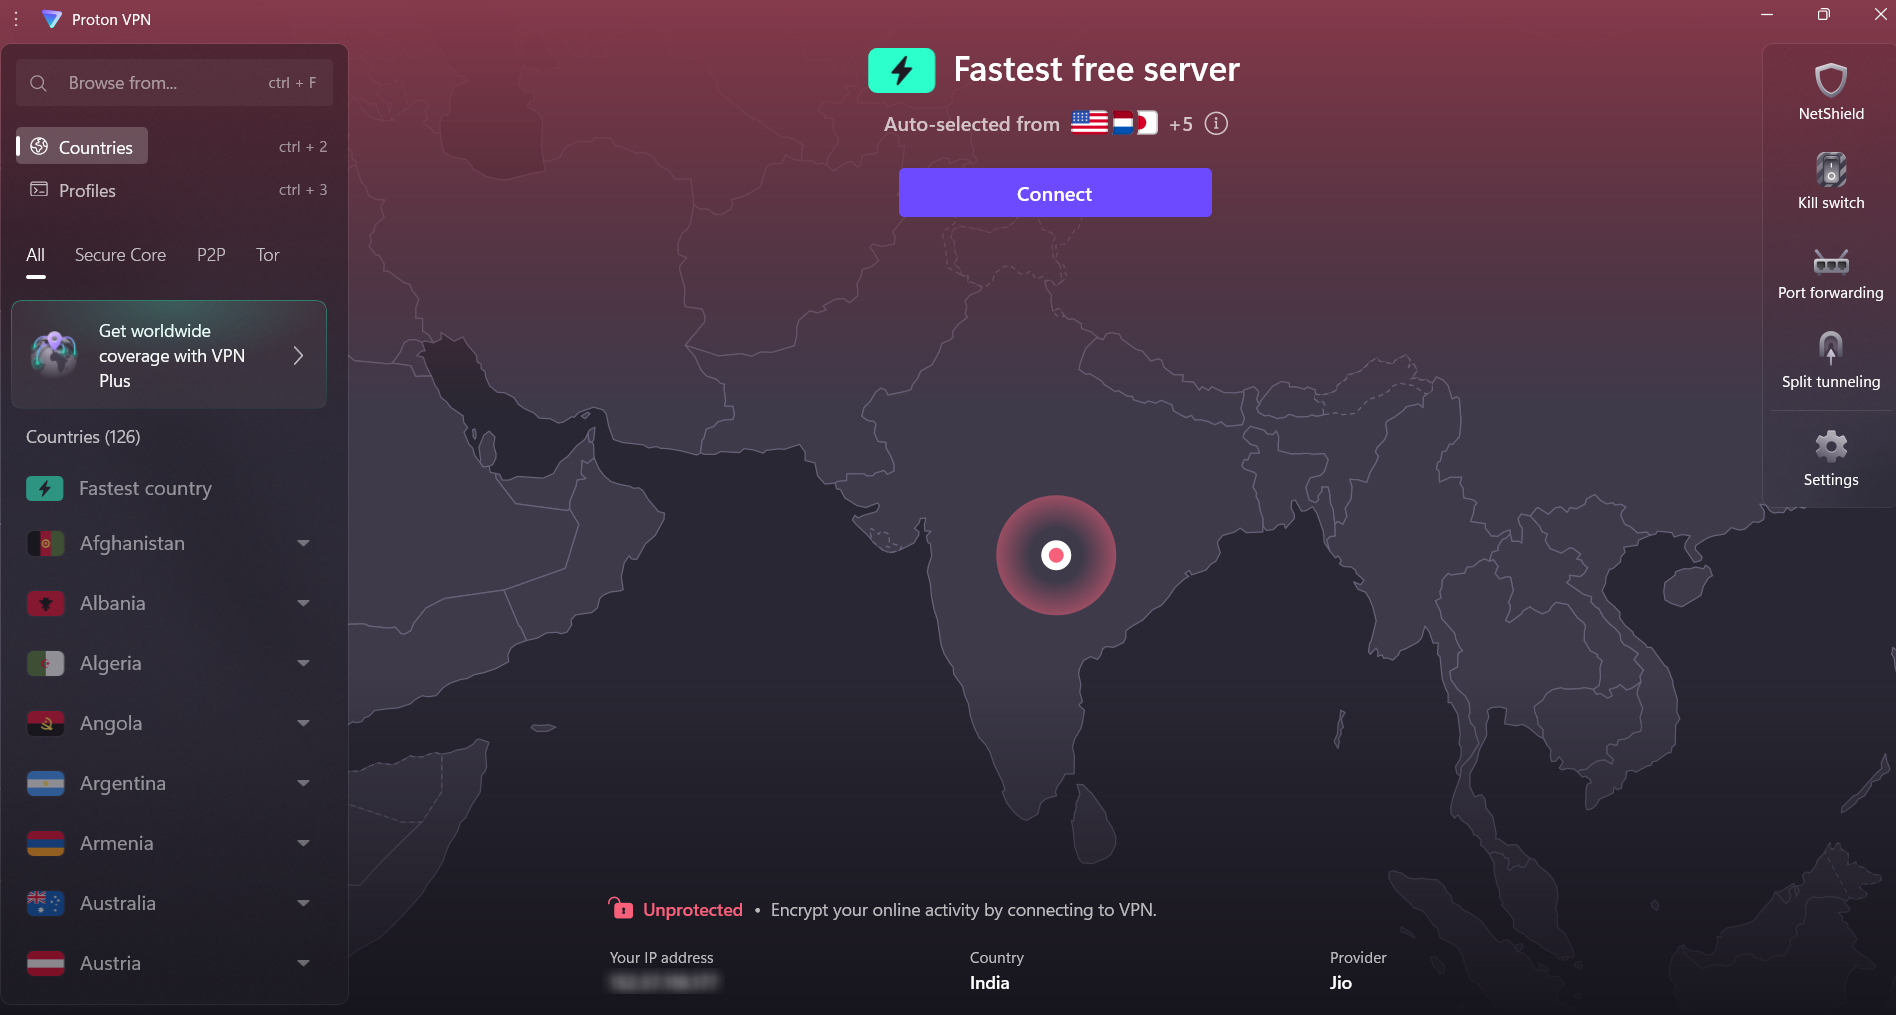 Proton VPN
Browse from... ctrl + F
Countries ctrl + 2
Profiles ctrl + 3
All Secure Core P2P Tor
Get worldwide
coverage with VPN
Plus
Countries (126)
Fastest country
Afghanistan
Albania
Algeria
Angola
Argentina
Armenia
Australia
Austria
Fastest free server
Auto-selected from +5
Connect
Unprotected • Encrypt your online activity by connecting to VPN.
Your IP address
Country
India
Provider
Jio
NetShield
Kill switch
Port forwarding
Split tunneling
Settings